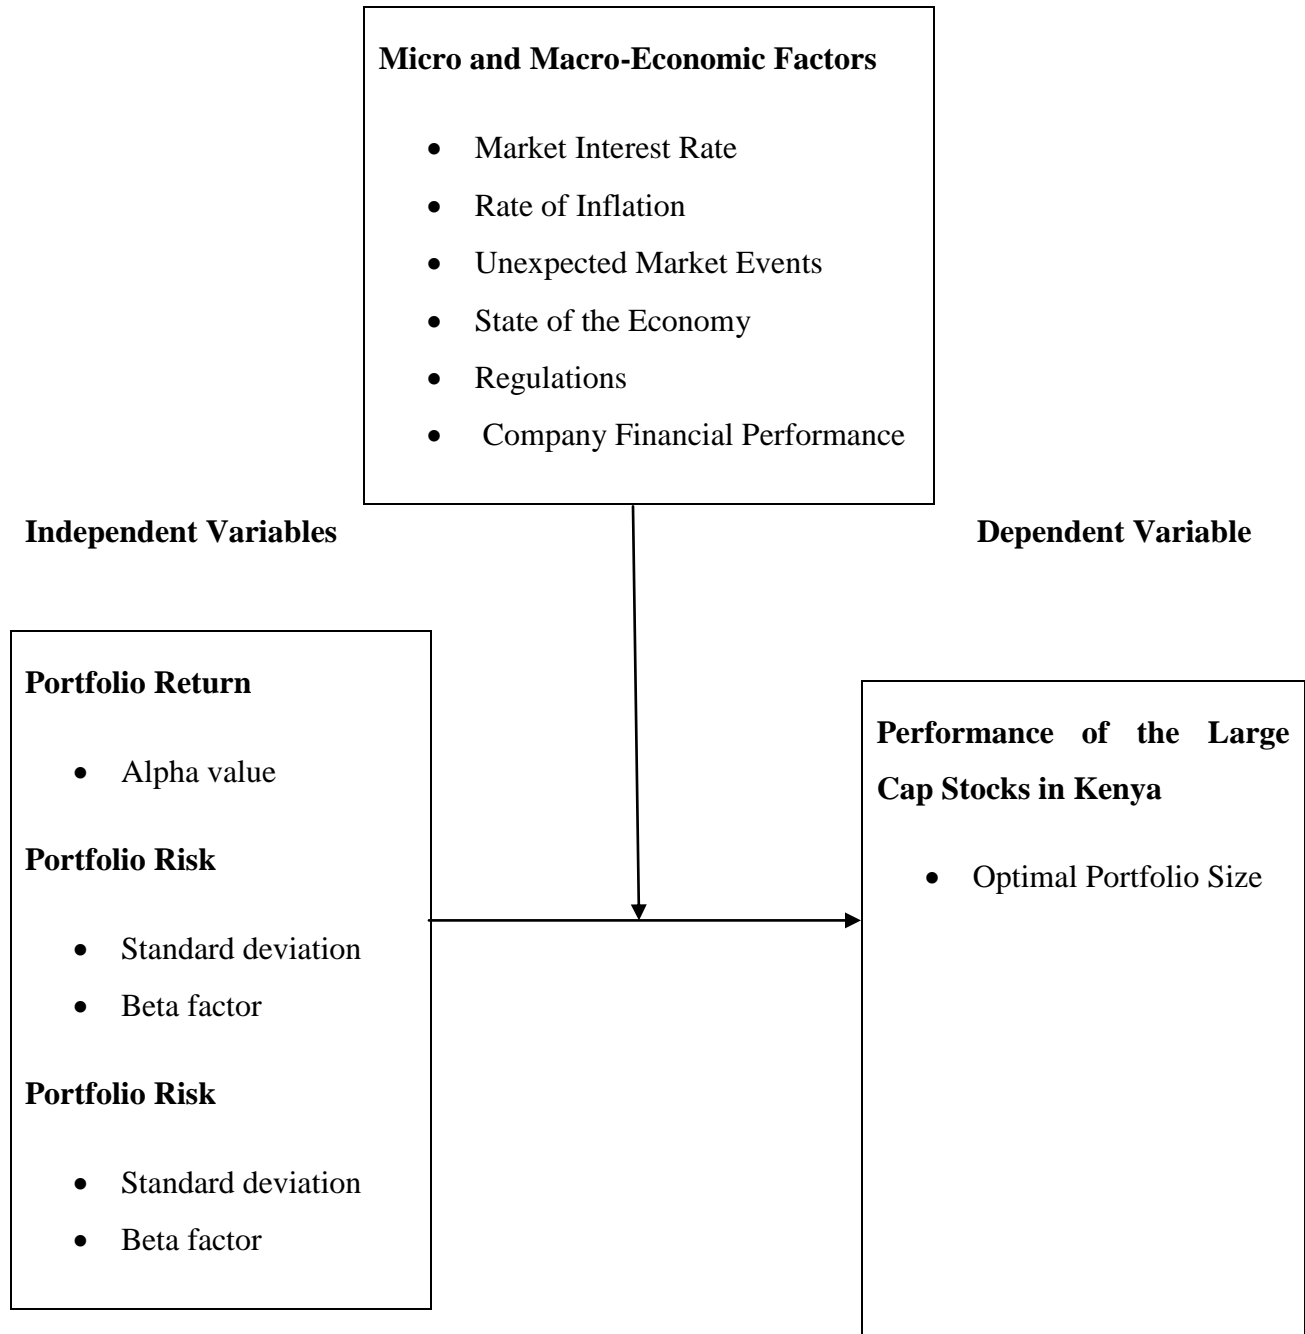 Micro and Macro-Economic Factors
• Market Interest Rate
• Rate of Inflation
• Unexpected Market Events
• State of the Economy
• Regulations
• Company Financial Performance
Independent Variables
Dependent Variable
Portfolio Return
• Alpha value
Portfolio Risk
• Standard deviation
• Beta factor
Portfolio Risk
• Standard deviation
• Beta factor
Performance of the Large
Cap Stocks in Kenya
• Optimal Portfolio Size